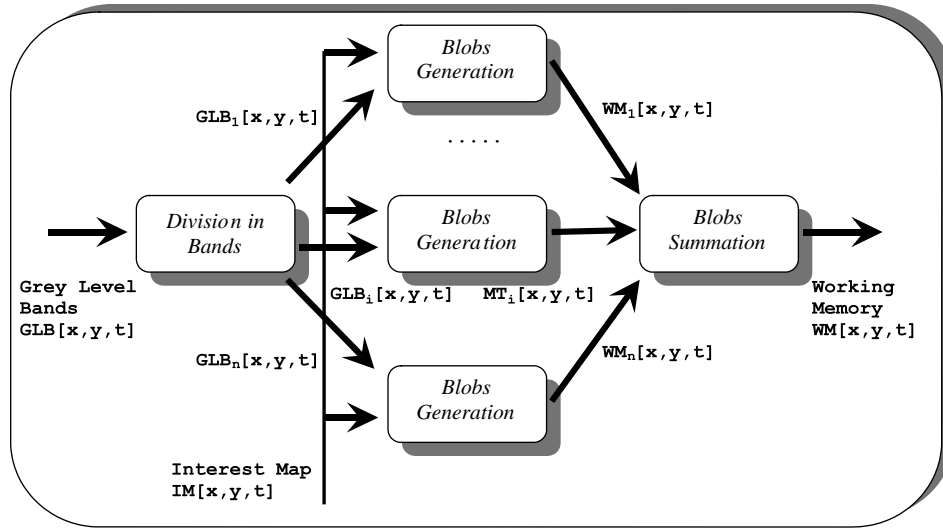 Blobs
Generation
GLB₁[x,y,t]
WM₁[x,y,t]
.....
Division in
Bands
Blobs
Generation
Blobs
Summation
Grey Level
Bands
GLB[x,y,t]
GLBᵢ[x,y,t]
MTᵢ[x,y,t]
Working
Memory
WM[x,y,t]
GLBₙ[x,y,t]
WMₙ[x,y,t]
Blobs
Generation
Interest Map
IM[x,y,t]